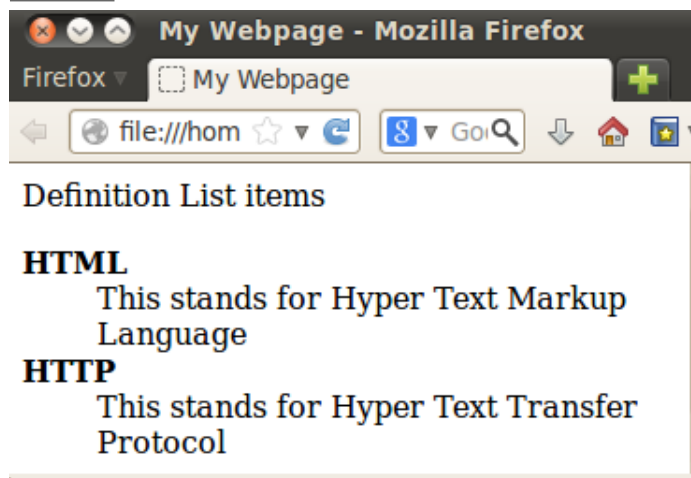 My Webpage - Mozilla Firefox
Firefox
My Webpage
file:///hom
8
Definition List items
HTML
This stands for Hyper Text Markup
Language
HTTP
This stands for Hyper Text Transfer
Protocol